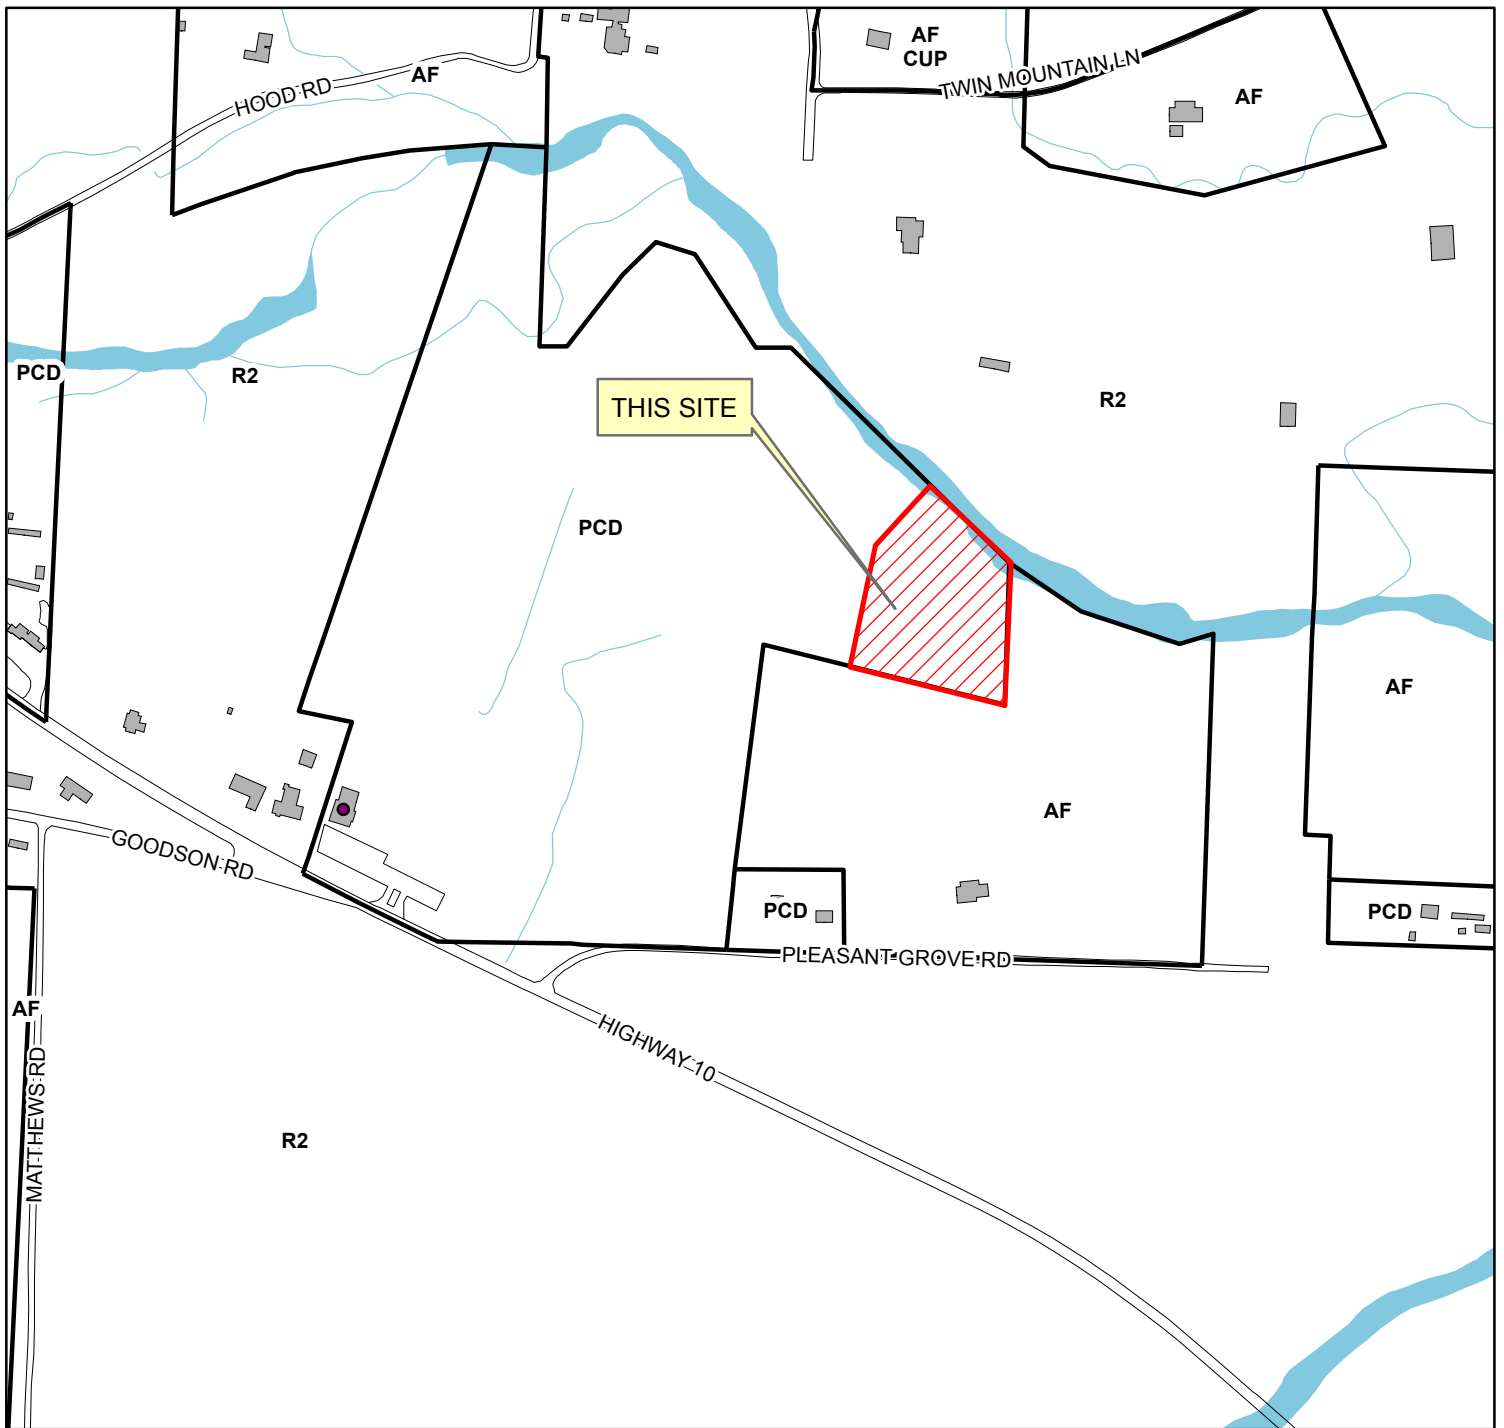 AF
CUP
TWIN MOUNTAIN LN
AF
HOOD RD
AF
PCD
R2
R2
THIS SITE
PCD
AF
AF
GOODSON RD
PCD
PCD
PLEASANT GROVE RD
AF
HIGHWAY 10
MATTHEWS RD
R2